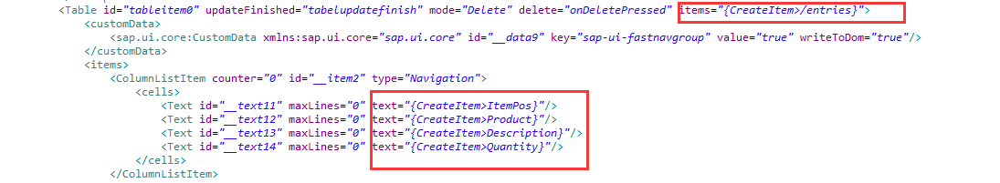 <Table id="tableitem0" updateFinished="tabelupdatefinish" mode="Delete" delete="onDeletePressed" items="{CreateItem>/entries}">
<customData>
<sap.ui.core:CustomData xmlns:sap.ui.core="sap.ui.core" id="__data9" key="sap-ui-fastnavgroup" value="true" writeToDom="true"/>
</customData>
<items>
<ColumnListItem counter="0" id="__item2" type="Navigation">
<cells>
<Text id="__text11" maxLines="0" text="{CreateItem>ItemPos}"/>
<Text id="__text12" maxLines="0" text="{CreateItem>Product}"/>
<Text id="__text13" maxLines="0" text="{CreateItem>Description}"/>
<Text id="__text14" maxLines="0" text="{CreateItem>Quantity}"/>
</cells>
</ColumnListItem>